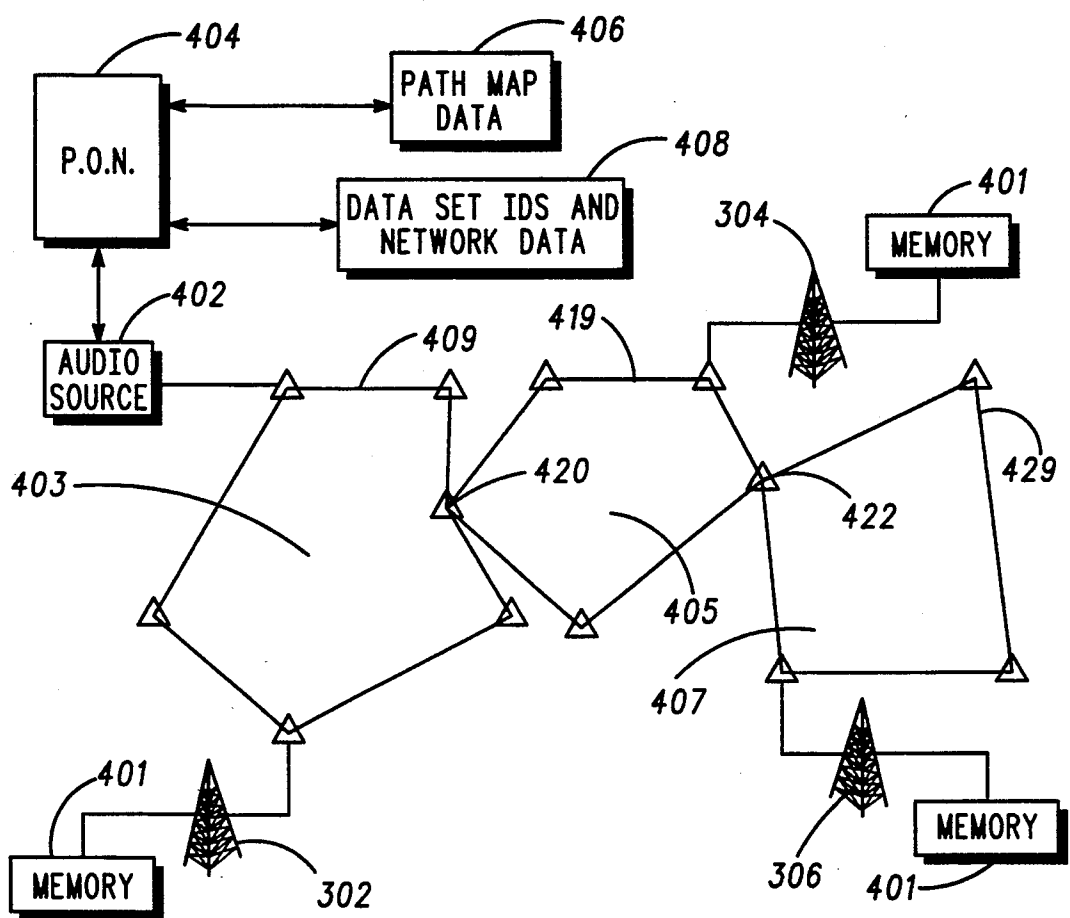 404
406
PATH MAP
DATA
P.O.N.
408
401
DATA SET IDS AND
NETWORK DATA
304
MEMORY
402
419
409
AUDIO
SOURCE
403
420
422
429
405
407
401
MEMORY
302
306
MEMORY
401